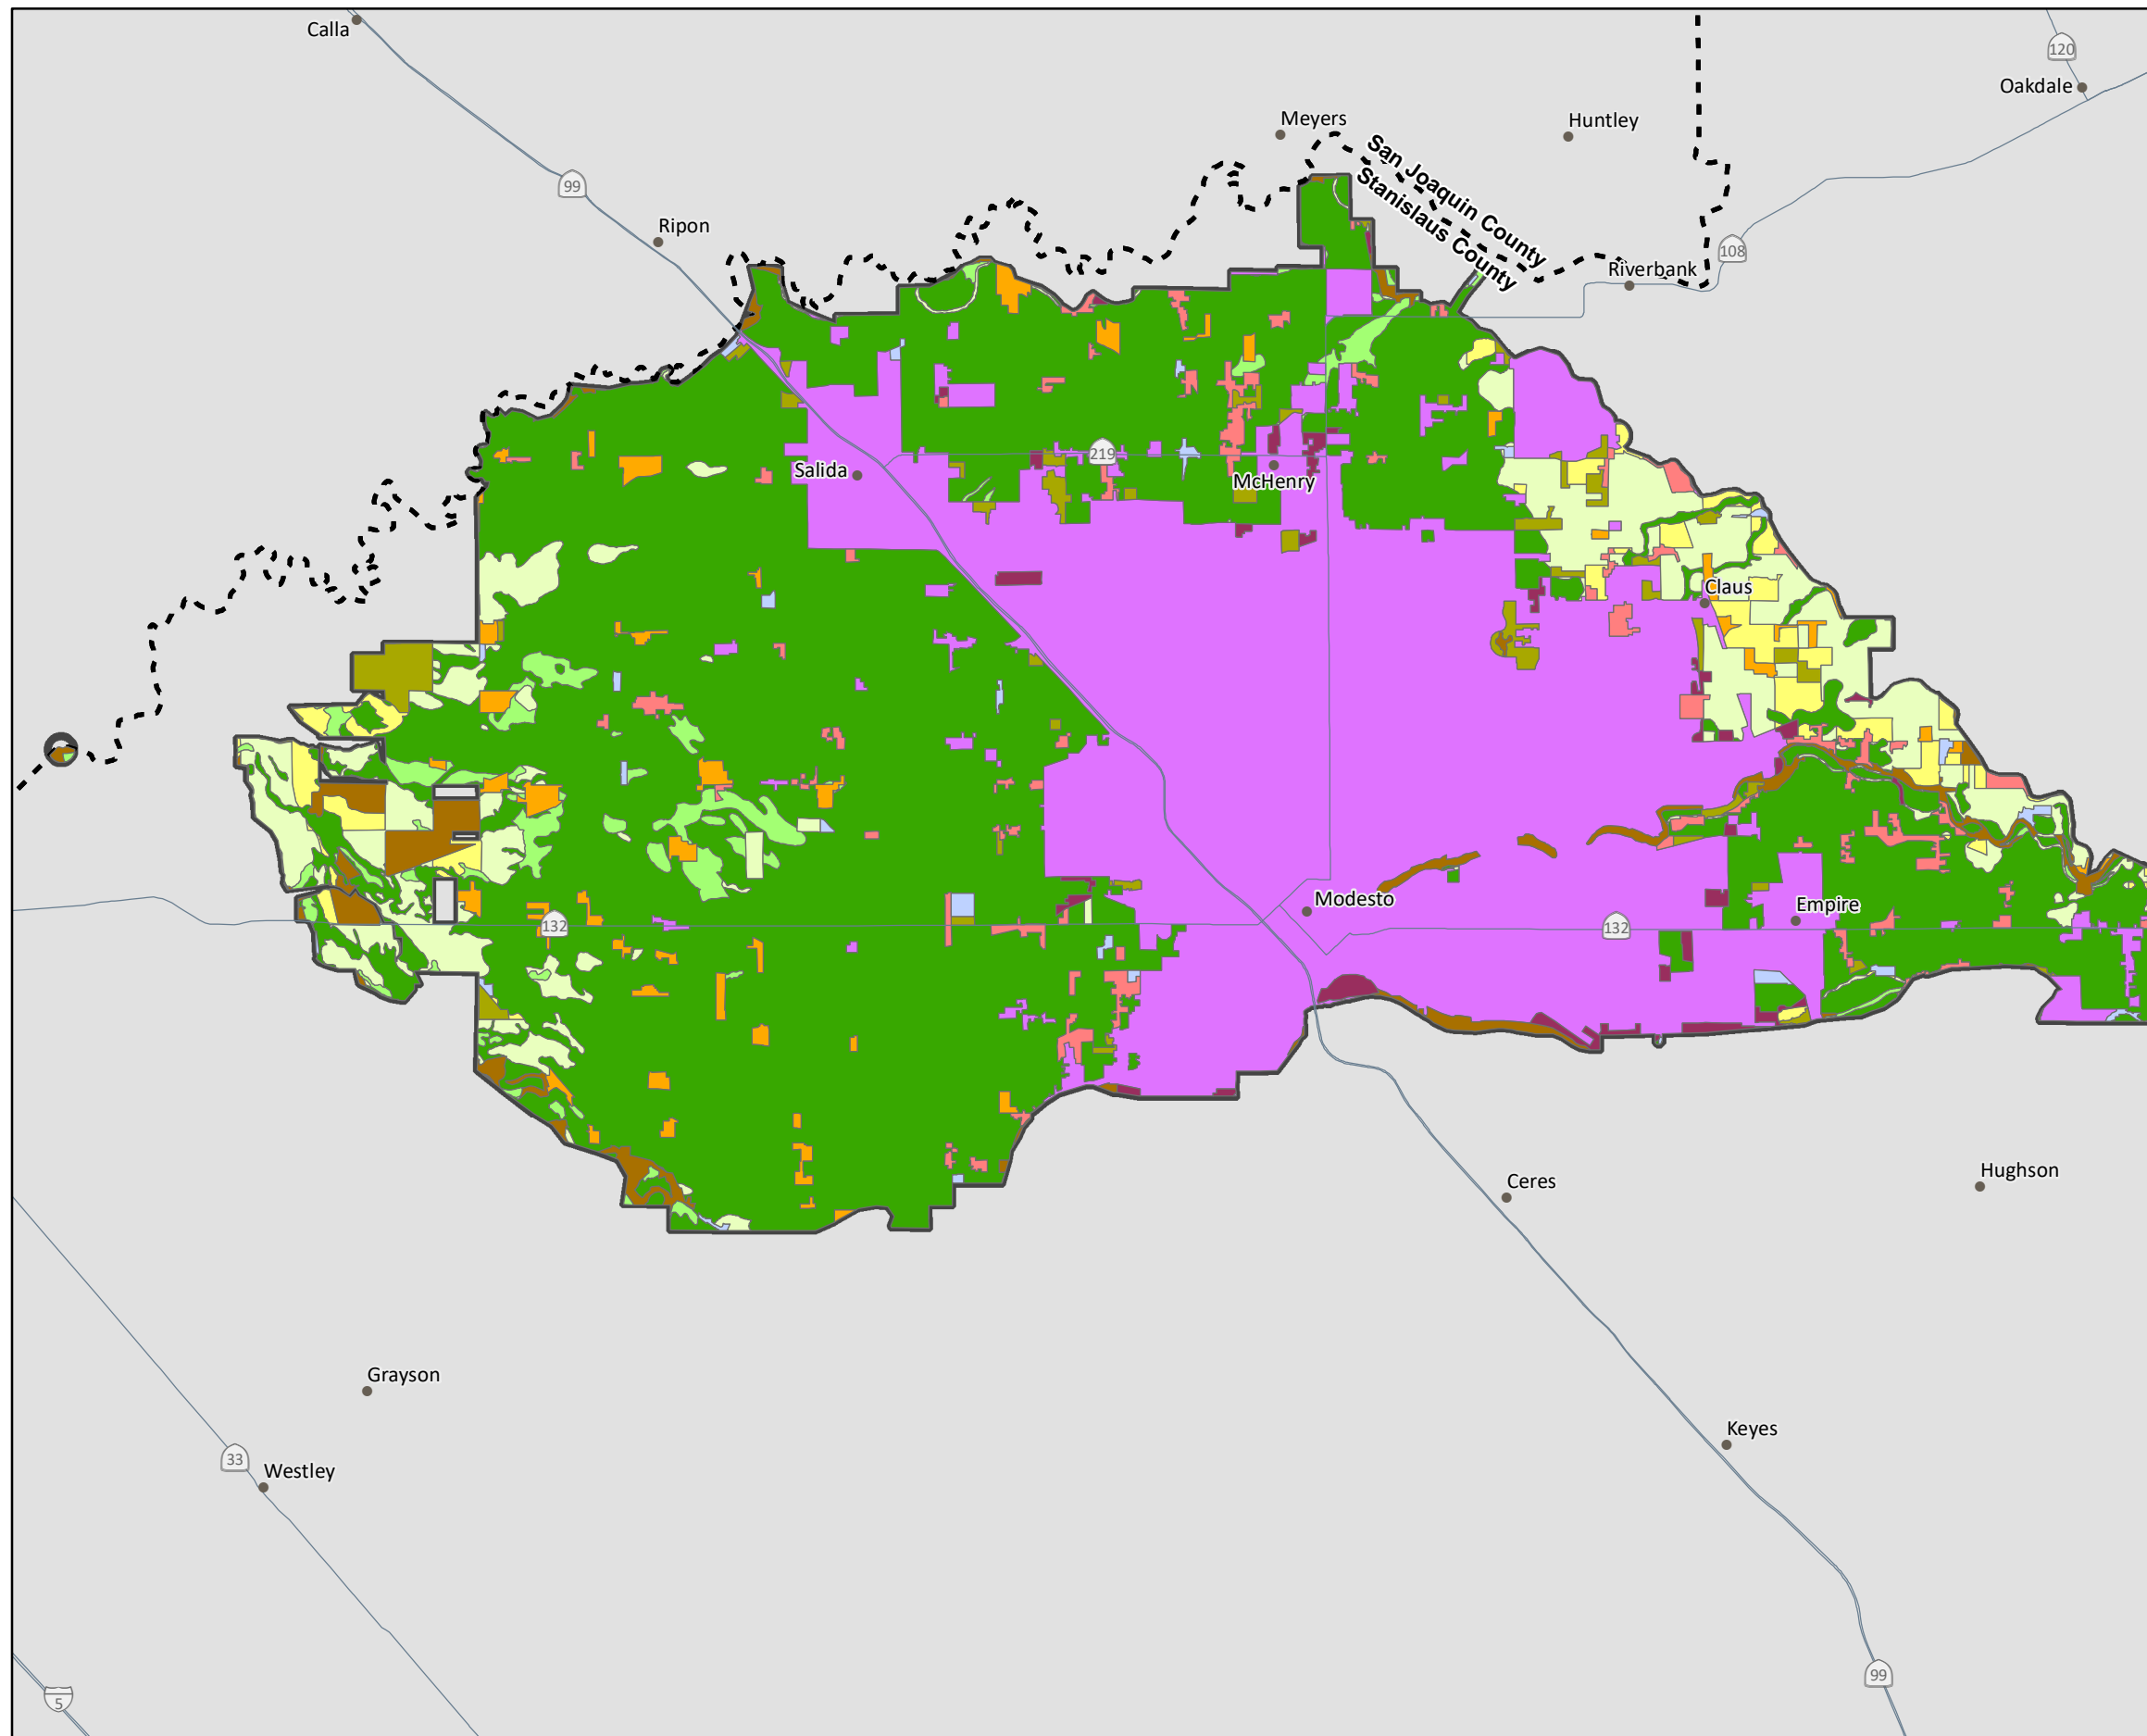 Calla
120
Oakdale
Meyers
Huntley
San Joaquin County
Stanislaus County
99
Ripon
108
Riverbank
219
Salida
McHenry
Claus
Modesto
Empire
132
132
Ceres
Hughson
Grayson
Keyes
33
Westley
99
5